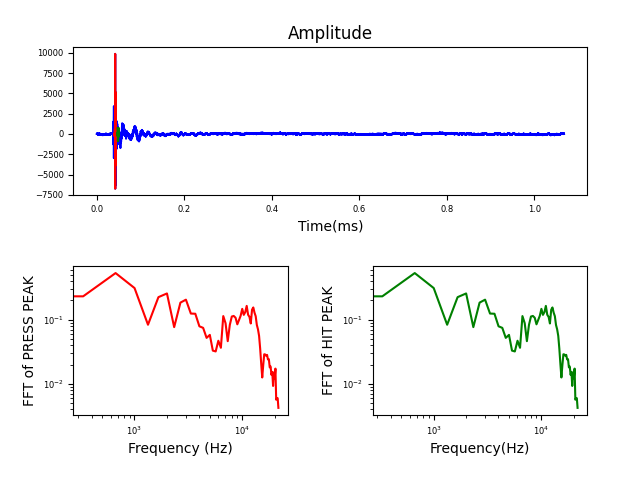 Amplitude
10000
7500
5000
2500
0
−2500
−5000
−7500
0.0 0.2 0.4 0.6 0.8 1.0
Time(ms)
FFT of PRESS PEAK
10⁻¹
10⁻²
10³ 10⁴
Frequency (Hz)
FFT of HIT PEAK
10⁻¹
10⁻²
10³ 10⁴
Frequency(Hz)